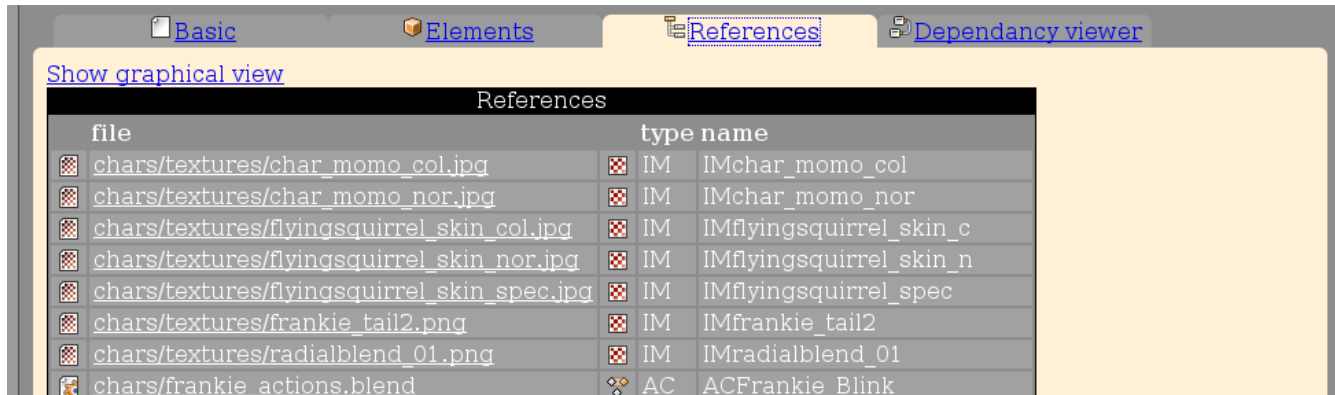 Basic Elements References Dependancy viewer
Show graphical view
References
file type name
chars/textures/char_momo_col.jpg IM IMchar_momo_col
chars/textures/char_momo_nor.jpg IM IMchar_momo_nor
chars/textures/flyingsquirrel_skin_col.jpg IM IMflyingsquirrel_skin_c
chars/textures/flyingsquirrel_skin_nor.jpg IM IMflyingsquirrel_skin_n
chars/textures/flyingsquirrel_skin_spec.jpg IM IMflyingsquirrel_spec
chars/textures/frankie_tail2.png IM IMfrankie_tail2
chars/textures/radialblend_01.png IM IMradialblend_01
chars/frankie_actions.blend AC ACFrankie_Blink